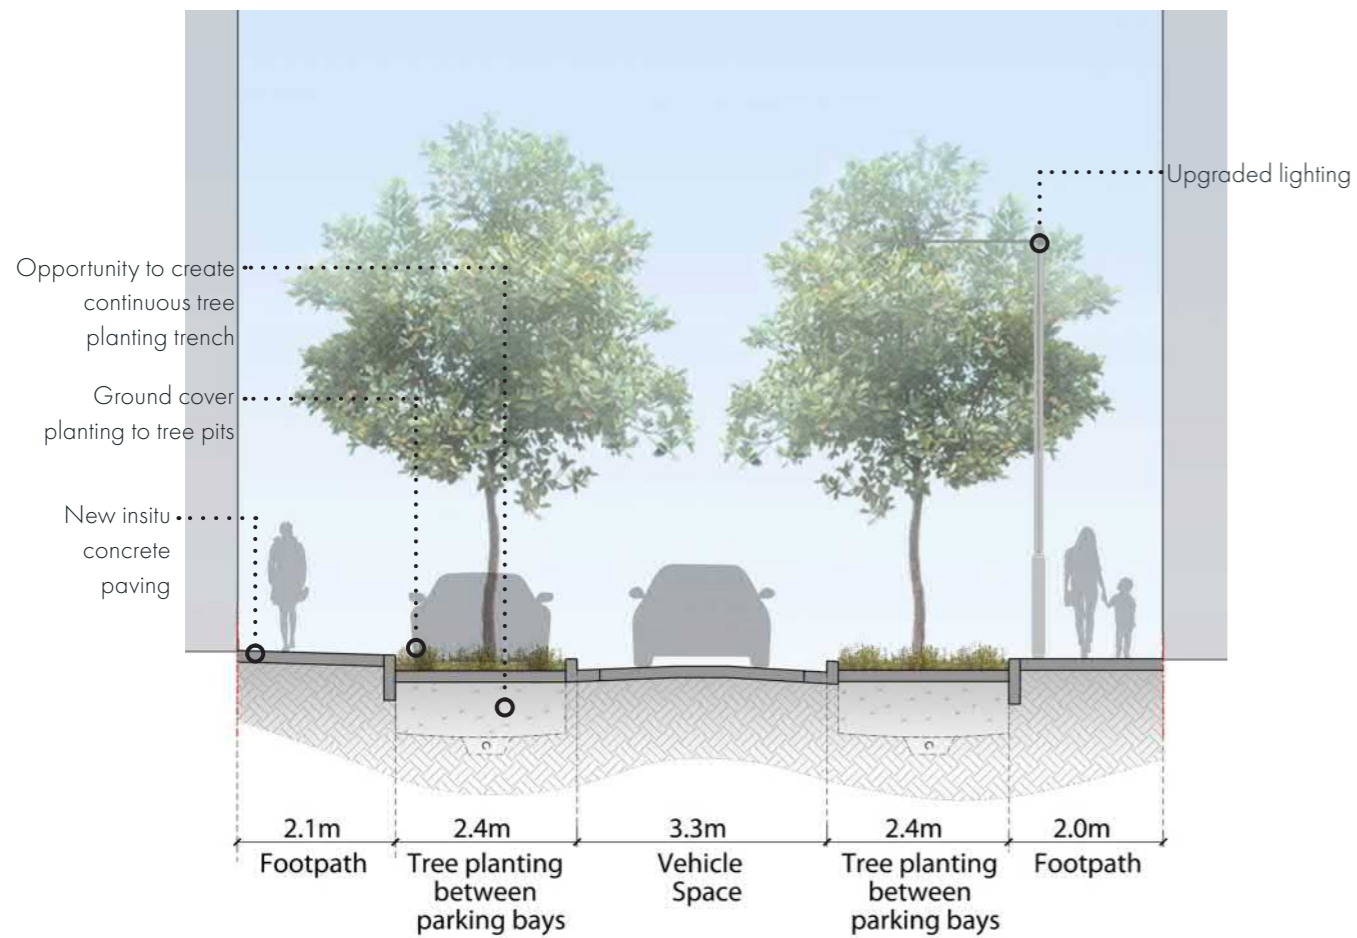 Upgraded lighting
Opportunity to create
continuous tree
planting trench
Ground cover
planting to tree pits
New insitu
concrete
paving
2.1m
Footpath
2.4m
Tree planting
between
parking bays
3.3m
Vehicle
Space
2.4m
Tree planting
between
parking bays
2.0m
Footpath